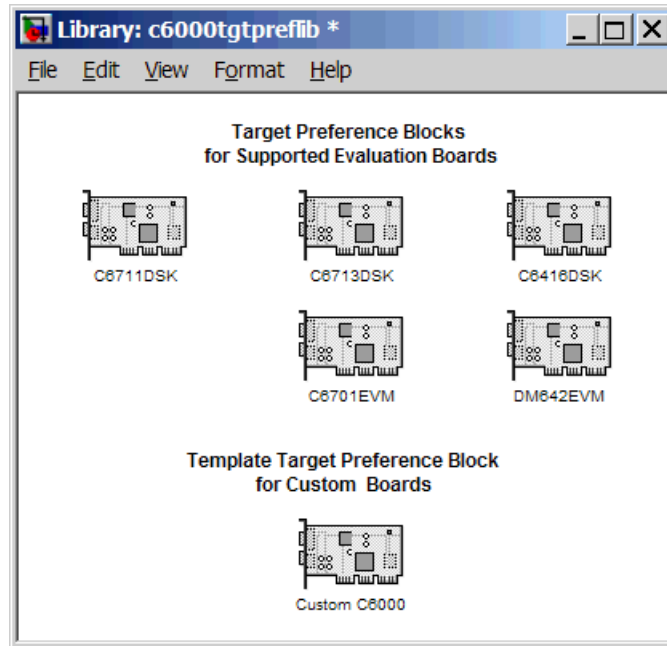 Library: c6000tgtpreflib *
File Edit View Format Help
Target Preference Blocks
for Supported Evaluation Boards
C6711DSK C6713DSK C6416DSK
C6701EVM DM642EVM
Template Target Preference Block
for Custom Boards
Custom C6000